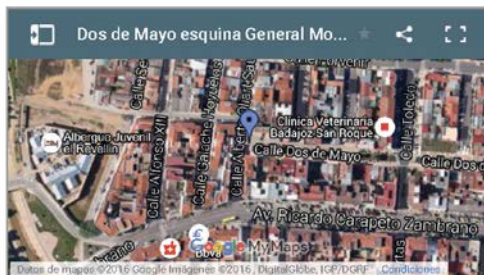 Dos de Mayo esquina General Mo...
Clínica Veterinaria
Badajoz San Roque
Albergue Juvenil
el Revellín
Calle Alfonso XIII
Calle Toledo
Calle Dos de Mayo
Calle Dos de
Av. Ricardo Carapeto Zambrano
Bbva
Google My Maps
Datos de mapas ©2016 Google Imágenes ©2016, DigitalGlobe, IGP/DGRF
Condiciones